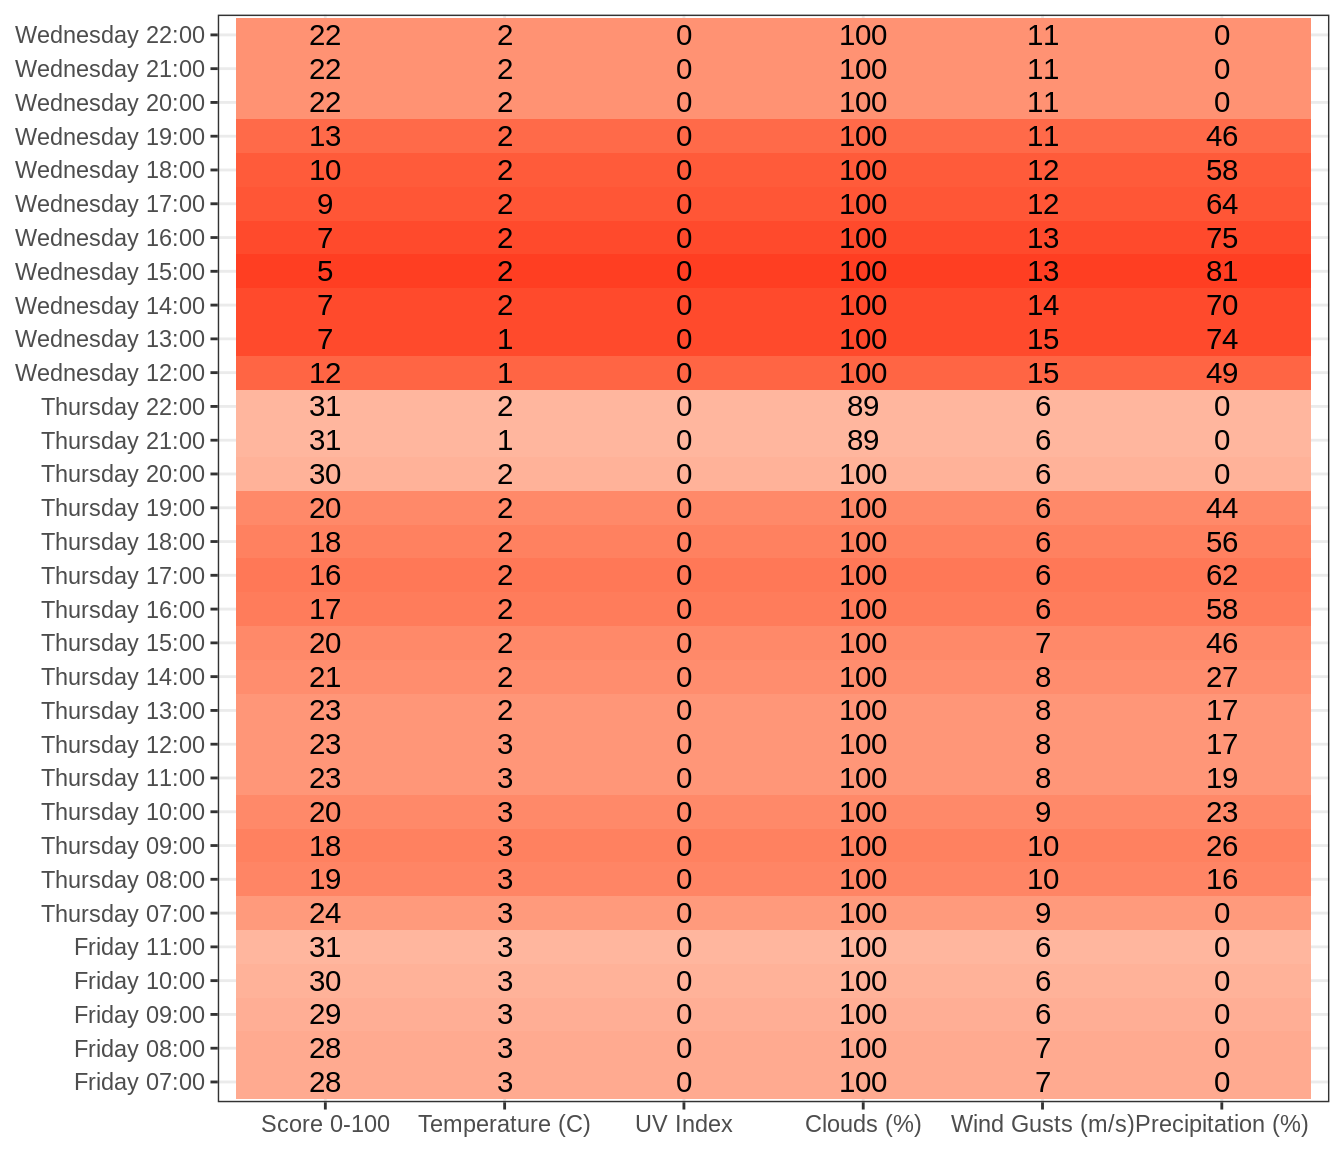 Wednesday 22:00 22 2 0 100 11 0
Wednesday 21:00 22 2 0 100 11 0
Wednesday 20:00 22 2 0 100 11 0
Wednesday 19:00 13 2 0 100 11 46
Wednesday 18:00 10 2 0 100 12 58
Wednesday 17:00 9 2 0 100 12 64
Wednesday 16:00 7 2 0 100 13 75
Wednesday 15:00 5 2 0 100 13 81
Wednesday 14:00 7 2 0 100 14 70
Wednesday 13:00 7 1 0 100 15 74
Wednesday 12:00 12 1 0 100 15 49
Thursday 22:00 31 2 0 89 6 0
Thursday 21:00 31 1 0 89 6 0
Thursday 20:00 30 2 0 100 6 0
Thursday 19:00 20 2 0 100 6 44
Thursday 18:00 18 2 0 100 6 56
Thursday 17:00 16 2 0 100 6 62
Thursday 16:00 17 2 0 100 6 58
Thursday 15:00 20 2 0 100 7 46
Thursday 14:00 21 2 0 100 8 27
Thursday 13:00 23 2 0 100 8 17
Thursday 12:00 23 3 0 100 8 17
Thursday 11:00 23 3 0 100 8 19
Thursday 10:00 20 3 0 100 9 23
Thursday 09:00 18 3 0 100 10 26
Thursday 08:00 19 3 0 100 10 16
Thursday 07:00 24 3 0 100 9 0
Friday 11:00 31 3 0 100 6 0
Friday 10:00 30 3 0 100 6 0
Friday 09:00 29 3 0 100 6 0
Friday 08:00 28 3 0 100 7 0
Friday 07:00 28 3 0 100 7 0
Score 0-100 Temperature (C) UV Index Clouds (%) Wind Gusts (m/s) Precipitation (%)